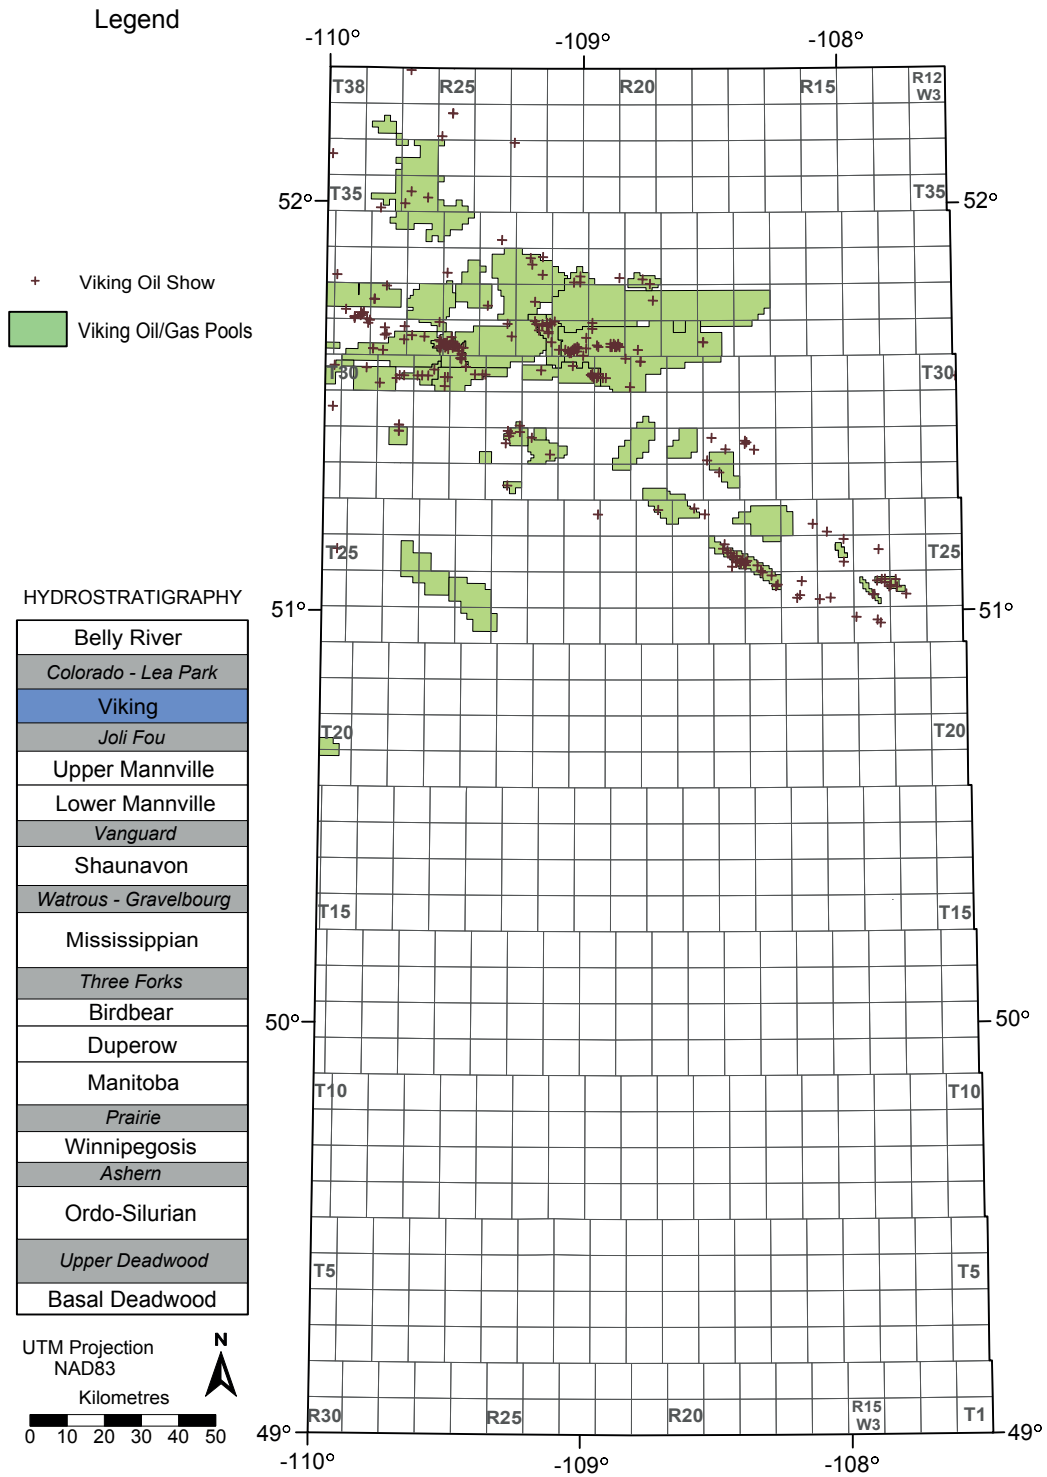 Legend
-110°
-109°
-108°
T38
R25
R20
R15
R12
W3
T35
T35
52°
52°
Viking Oil Show
Viking Oil/Gas Pools
T30
T30
T25
T25
51°
51°
HYDROSTRATIGRAPHY
Belly River
Colorado - Lea Park
Viking
Joli Fou
Upper Mannville
Lower Mannville
Vanguard
Shaunavon
Watrous - Gravelbourg
Mississippian
Three Forks
Birdbear
Duperow
Manitoba
Prairie
Winnipegosis
Ashern
Ordo-Silurian
Upper Deadwood
Basal Deadwood
T20
T20
T15
T15
50°
50°
T10
T10
T5
T5
UTM Projection
NAD83
N
Kilometres
0 10 20 30 40 50
R30
R25
R20
R15
W3
T1
49°
49°
-110°
-109°
-108°